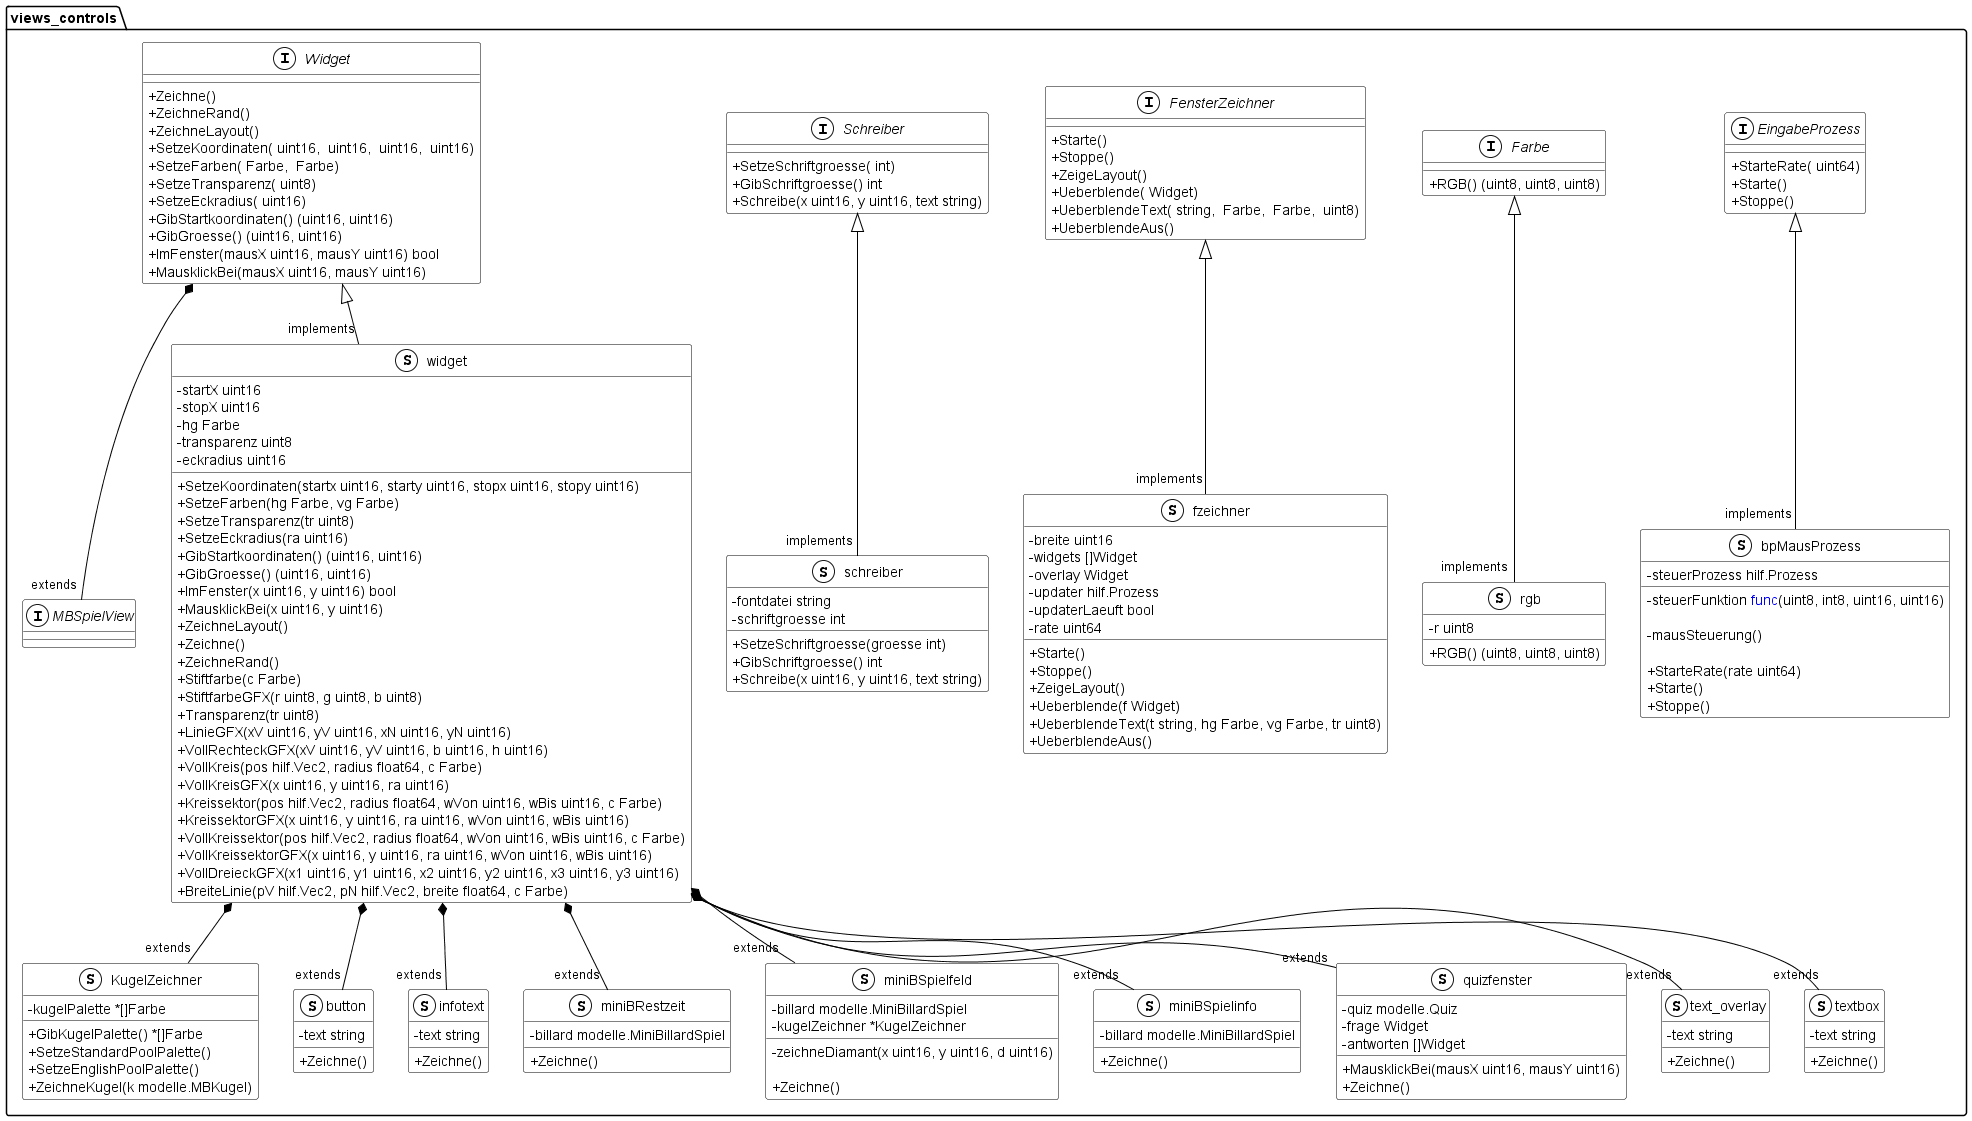 views_controls
I Widget
+Zeichne()
+ZeichneRand()
+ZeichneLayout()
+SetzeKoordinaten( uint16,  uint16,  uint16,  uint16)
+SetzeFarben( Farbe,  Farbe)
+SetzeTransparenz( uint8)
+SetzeEckradius( uint16)
+GibStartkoordinaten() (uint16, uint16)
+GibGroesse() (uint16, uint16)
+ImFenster(mausX uint16, mausY uint16) bool
+MausklickBei(mausX uint16, mausY uint16)
I Schreiber
+SetzeSchriftgroesse( int)
+GibSchriftgroesse() int
+Schreibe(x uint16, y uint16, text string)
I FensterZeichner
+Starte()
+Stoppe()
+ZeigeLayout()
+Ueberblende( Widget)
+UeberblendeText( string,  Farbe,  Farbe,  uint8)
+UeberblendeAus()
I Farbe
+RGB() (uint8, uint8, uint8)
I EingabeProzess
+StarteRate( uint64)
+Starte()
+Stoppe()
implements
S widget
-startX uint16
-stopX uint16
-hg Farbe
-transparenz uint8
-eckradius uint16
+SetzeKoordinaten(startx uint16, starty uint16, stopx uint16, stopy uint16)
+SetzeFarben(hg Farbe, vg Farbe)
+SetzeTransparenz(tr uint8)
+SetzeEckradius(ra uint16)
+GibStartkoordinaten() (uint16, uint16)
+GibGroesse() (uint16, uint16)
+ImFenster(x uint16, y uint16) bool
+MausklickBei(x uint16, y uint16)
+ZeichneLayout()
+Zeichne()
+ZeichneRand()
+Stiftfarbe(c Farbe)
+StiftfarbeGFX(r uint8, g uint8, b uint8)
+Transparenz(tr uint8)
+LinieGFX(xV uint16, yV uint16, xN uint16, yN uint16)
+VollRechteckGFX(xV uint16, yV uint16, b uint16, h uint16)
+VollKreis(pos hilf.Vec2, radius float64, c Farbe)
+VollKreisGFX(x uint16, y uint16, ra uint16)
+Kreissektor(pos hilf.Vec2, radius float64, wVon uint16, wBis uint16, c Farbe)
+KreissektorGFX(x uint16, y uint16, ra uint16, wVon uint16, wBis uint16)
+VollKreissektor(pos hilf.Vec2, radius float64, wVon uint16, wBis uint16, c Farbe)
+VollKreissektorGFX(x uint16, y uint16, ra uint16, wVon uint16, wBis uint16)
+VollDreieckGFX(x1 uint16, y1 uint16, x2 uint16, y2 uint16, x3 uint16, y3 uint16)
+BreiteLinie(pV hilf.Vec2, pN hilf.Vec2, breite float64, c Farbe)
extends
I MBSpielView
implements
S schreiber
-fontdatei string
-schriftgroesse int
+SetzeSchriftgroesse(groesse int)
+GibSchriftgroesse() int
+Schreibe(x uint16, y uint16, text string)
implements
S fzeichner
-breite uint16
-widgets []Widget
-overlay Widget
-updater hilf.Prozess
-updaterLaeuft bool
-rate uint64
+Starte()
+Stoppe()
+ZeigeLayout()
+Ueberblende(f Widget)
+UeberblendeText(t string, hg Farbe, vg Farbe, tr uint8)
+UeberblendeAus()
implements
S rgb
-r uint8
+RGB() (uint8, uint8, uint8)
implements
S bpMausProzess
-steuerProzess hilf.Prozess
-steuerFunktion func(uint8, int8, uint16, uint16)
-mausSteuerung()
+StarteRate(rate uint64)
+Starte()
+Stoppe()
extends
S KugelZeichner
-kugelPalette *[]Farbe
+GibKugelPalette() *[]Farbe
+SetzeStandardPoolPalette()
+SetzeEnglishPoolPalette()
+ZeichneKugel(k modelle.MBKugel)
extends
S button
-text string
+Zeichne()
extends
S infotext
-text string
+Zeichne()
extends
S miniBRestzeit
-billard modelle.MiniBillardSpiel
+Zeichne()
extends
S miniBSpielfeld
-billard modelle.MiniBillardSpiel
-kugelZeichner *KugelZeichner
-zeichneDiamant(x uint16, y uint16, d uint16)
+Zeichne()
extends
S miniBSpielinfo
-billard modelle.MiniBillardSpiel
+Zeichne()
extends
S quizfenster
-quiz modelle.Quiz
-frage Widget
-antworten []Widget
+MausklickBei(mausX uint16, mausY uint16)
+Zeichne()
extends
S text_overlay
-text string
+Zeichne()
extends
S textbox
-text string
+Zeichne()